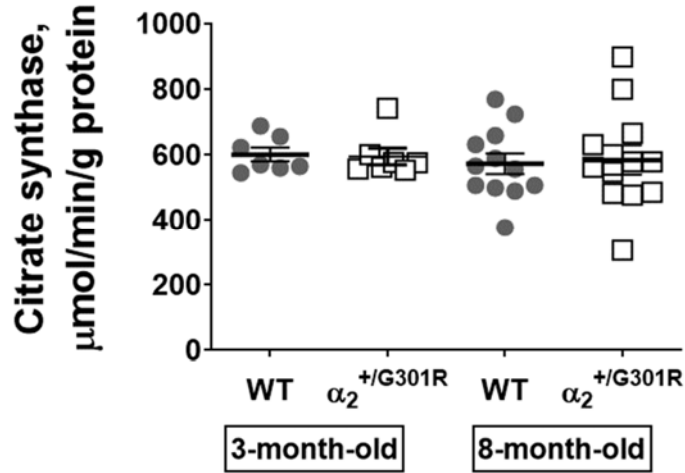 Citrate synthase,
μmol/min/g protein
1000
800
600
400
200
0
WT α₂⁺/ᴳ³⁰¹ᴿ WT α₂⁺/ᴳ³⁰¹ᴿ
3-month-old 8-month-old